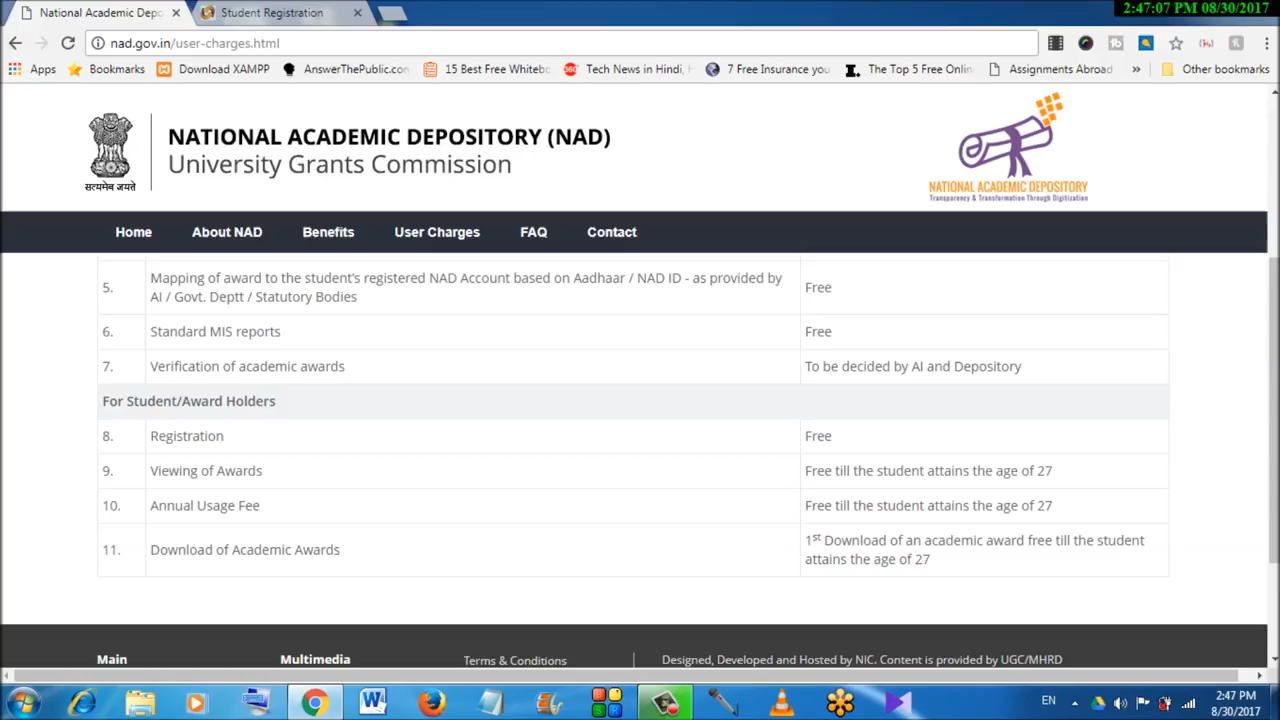 2:47:07 PM 08/30/2017
National Academic Depo
Student Registration
nad.gov.in/user-charges.html
Apps
Bookmarks
Download XAMPP
AnswerThePublic.co
15 Best Free Whitebo
Tech News in Hindi,
7 Free Insurance you
The Top 5 Free Onlin
Assignments Abroad
»
Other bookmarks
सत्यमेव जयते
NATIONAL ACADEMIC DEPOSITORY (NAD)
University Grants Commission
NATIONAL ACADEMIC DEPOSITORY
Transparency & Transformation Through Digitization
Home About NAD Benefits User Charges FAQ Contact
5. Mapping of award to the student's registered NAD Account based on Aadhaar / NAD ID - as provided by
AI / Govt. Deptt / Statutory Bodies
Free
6. Standard MIS reports Free
7. Verification of academic awards To be decided by AI and Depository
For Student/Award Holders
8. Registration Free
9. Viewing of Awards Free till the student attains the age of 27
10. Annual Usage Fee Free till the student attains the age of 27
11. Download of Academic Awards
1st Download of an academic award free till the student
attains the age of 27
Main Multimedia Terms & Conditions Designed, Developed and Hosted by NIC. Content is provided by UGC/MHRD
EN
2:47 PM
8/30/2017